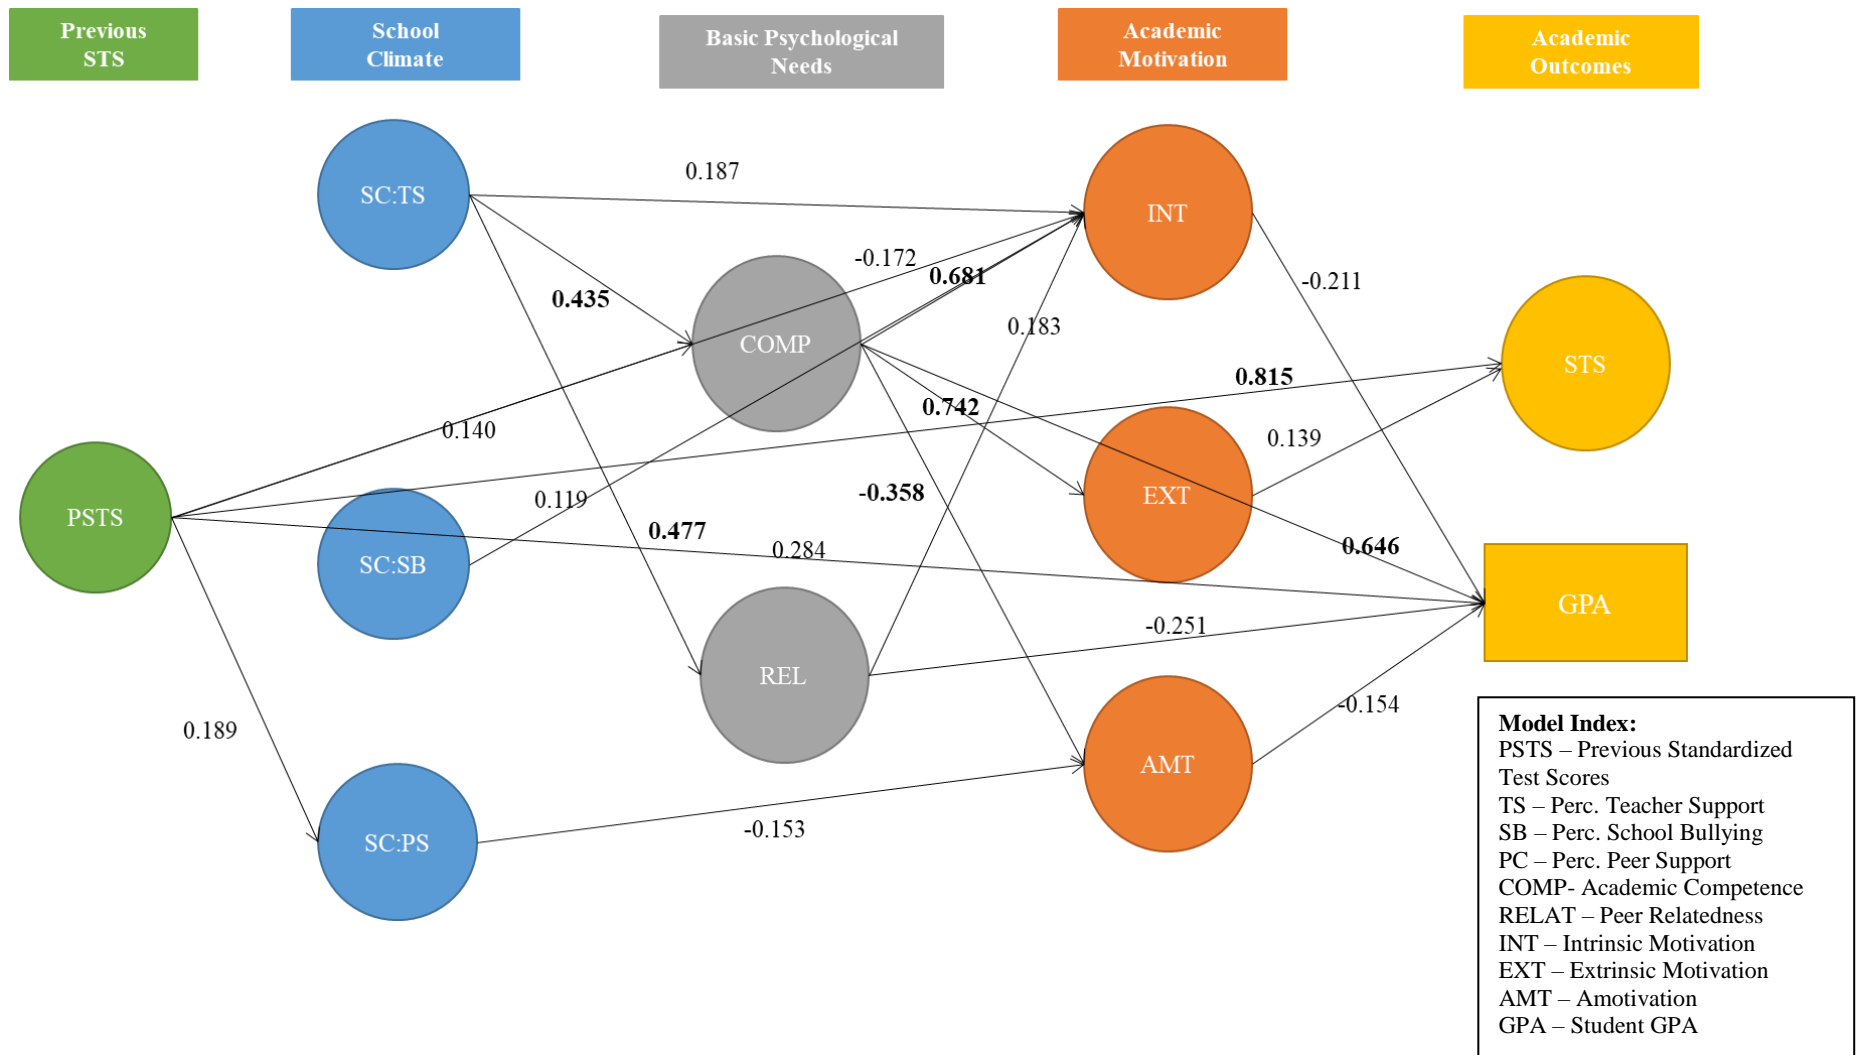 Previous
STS
School
Climate
Basic Psychological
Needs
Academic
Motivation
Academic
Outcomes
SC:TS
0.187
INT
-0.172
0.681
0.435
-0.211
0.183
COMP
STS
0.815
0.742
0.140
0.139
-0.358
EXT
0.119
PSTS
0.477
0.284
0.646
SC:SB
GPA
-0.251
REL
0.189
-0.154
AMT
-0.153
SC:PS
Model Index:
PSTS – Previous Standardized
Test Scores
TS – Perc. Teacher Support
SB – Perc. School Bullying
PC – Perc. Peer Support
COMP- Academic Competence
RELAT – Peer Relatedness
INT – Intrinsic Motivation
EXT – Extrinsic Motivation
AMT – Amotivation
GPA – Student GPA